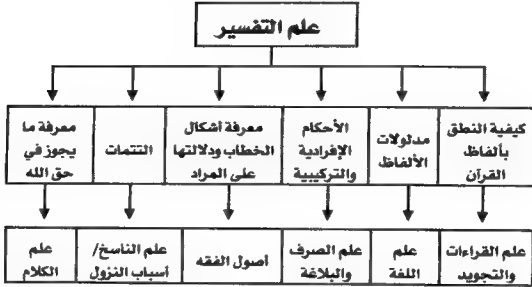 علم التفسير
كيفية النطق
بألفاظ
القرآن
مدلولات
الألفاظ
الأحكام
الإفرادية
والتركيبية
معرفة أشكال
الخطاب ودلالتها
على المراد
التتمات
معرفة ما
يجوز في
حق الله
علم القراءات
والتجويد
علم
اللغة
علم الصرف
والبلاغة
أصول الفقه
علم الناسخ/
أسباب النزول
علم
الكلام